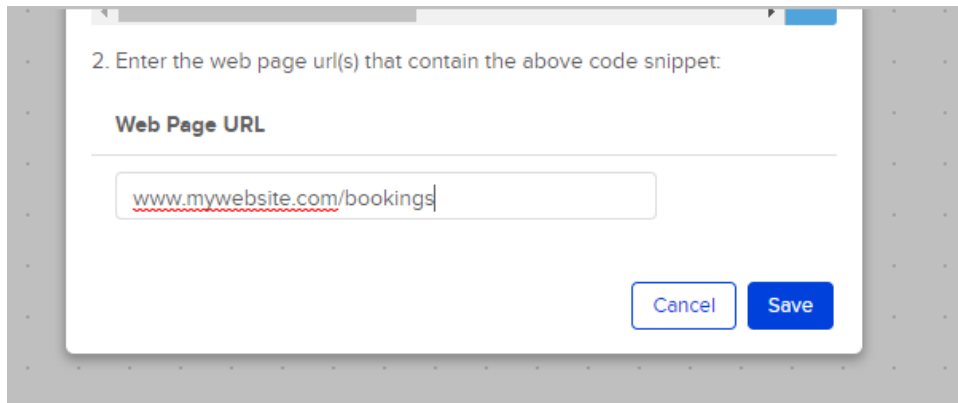 2. Enter the web page url(s) that contain the above code snippet:
Web Page URL
www.mywebsite.com/bookings
Cancel
Save